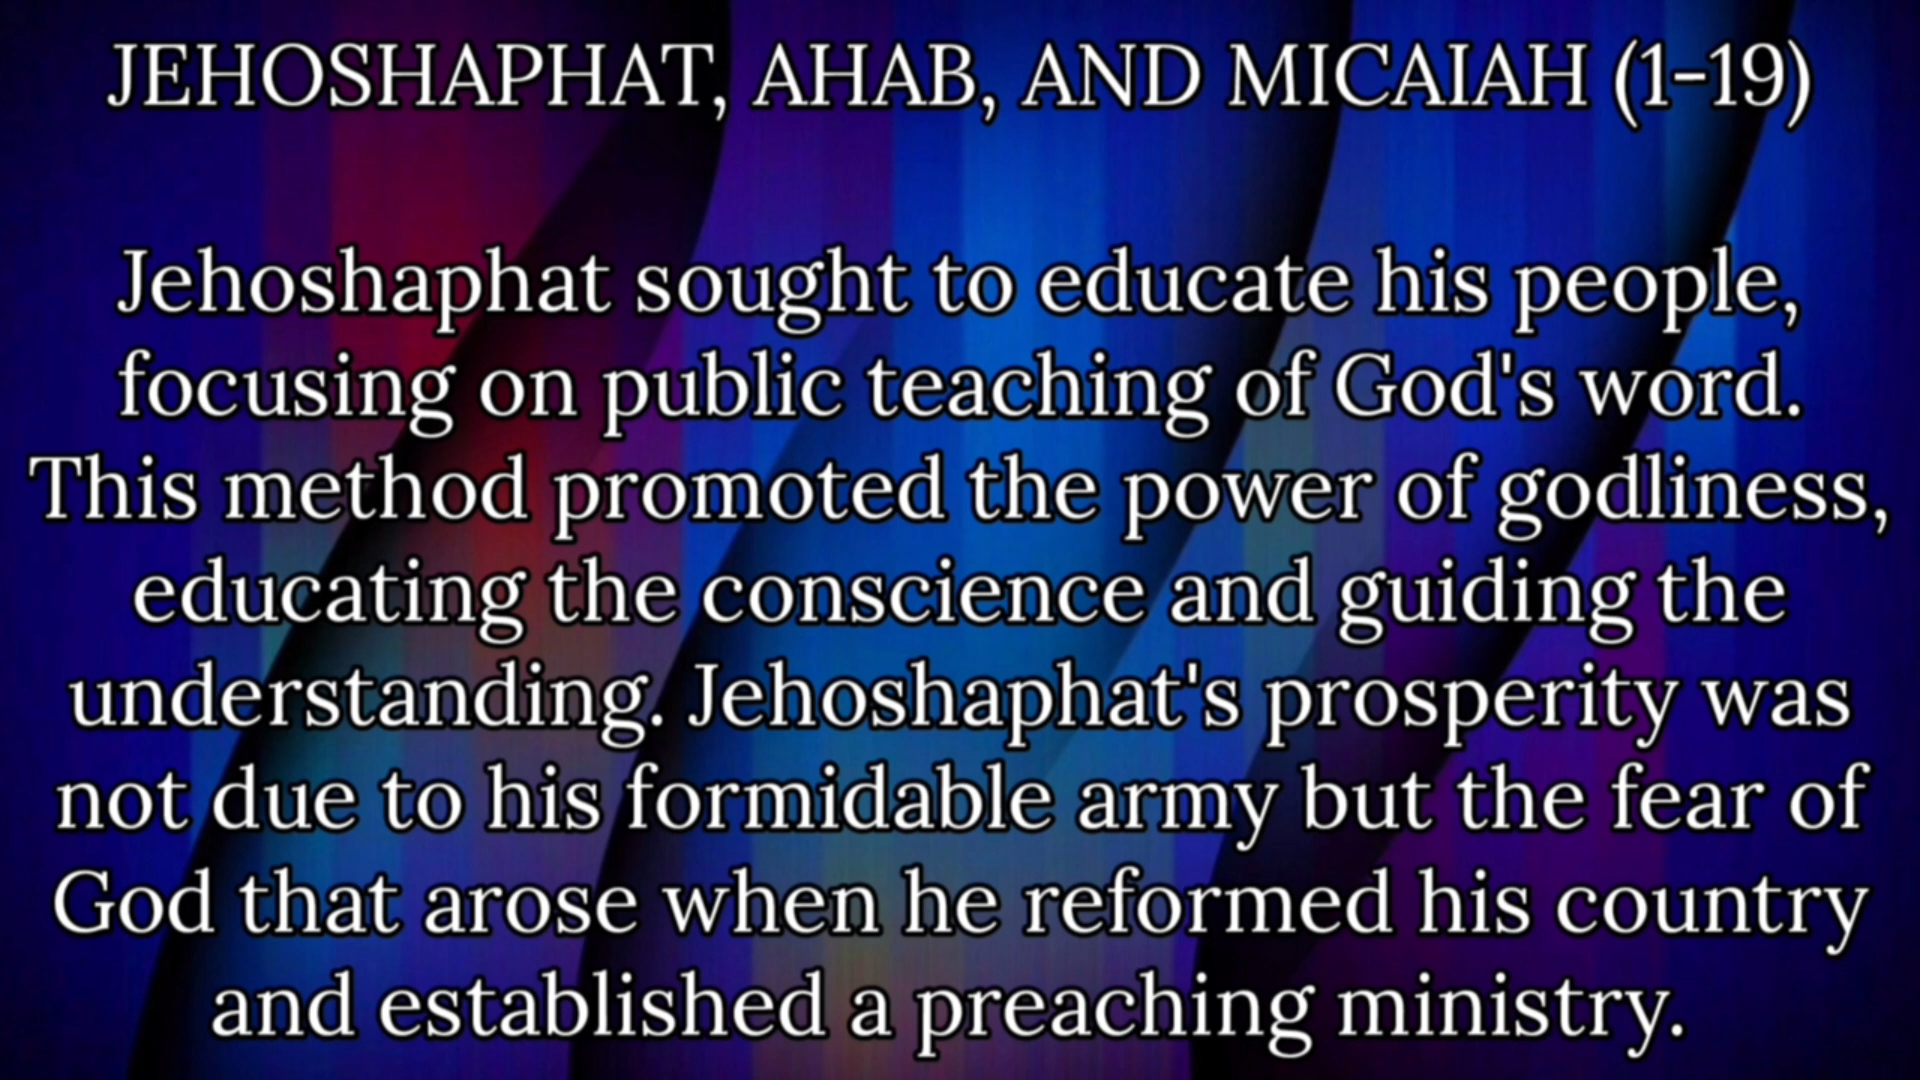 JEHOSHAPHAT, AHAB, AND MICAIAH (1-19)
Jehoshaphat sought to educate his people,
focusing on public teaching of God's word.
This method promoted the power of godliness,
educating the conscience and guiding the
understanding. Jehoshaphat's prosperity was
not due to his formidable army but the fear of
God that arose when he reformed his country
and established a preaching ministry.